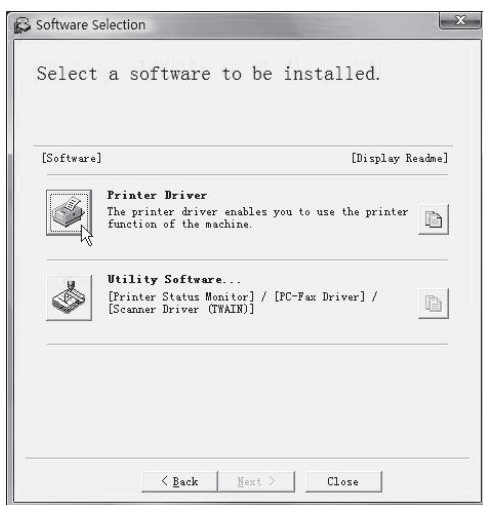 Software Selection
Select a software to be installed.
[Software] [Display Readme]
Printer Driver
The printer driver enables you to use the printer
function of the machine.
Utility Software...
[Printer Status Monitor] / [PC-Fax Driver] /
[Scanner Driver (TWAIN)]
< Back Next > Close